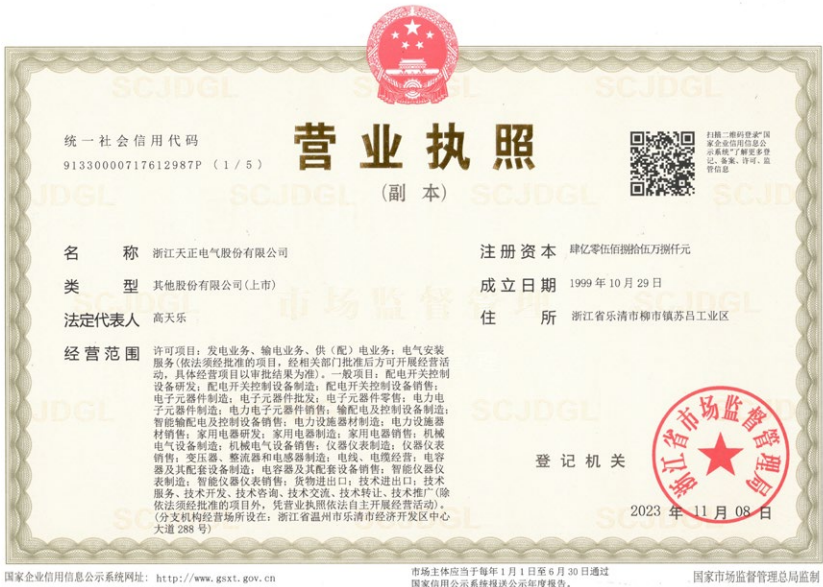 统一社会信用代码
91330000717612987P（1/5）
营业执照
（副 本）
扫描二维码登录“国
家企业信用信息公
示系统”了解更多登
记、备案、许可、监
管信息
名 称 浙江天正电气股份有限公司
类 型 其他股份有限公司(上市)
法定代表人 高天乐
经营范围 许可项目：发电业务、输电业务、供（配）电业务；电气安装
服务(依法须经批准的项目，经相关部门批准后方可开展经营活
动，具体经营项目以审批结果为准)。一般项目：配电开关控制
设备研发；配电开关控制设备制造；配电开关控制设备销售；
电子元器件制造；电子元器件批发；电子元器件零售；电力电
子元器件制造；电力电子元器件销售；输配电及控制设备制造；
智能输配电及控制设备销售；电力设施器材制造；电力设施器
材销售；家用电器研发；家用电器制造；家用电器销售；机械
电气设备制造；机械电气设备销售；仪器仪表制造；仪器仪表
销售；变压器、整流器和电感器制造；电线、电缆经营；电容
器及其配套设备制造；电容器及其配套设备销售；智能仪器仪
表制造；智能仪器仪表销售；货物进出口；技术进出口；技术
服务、技术开发、技术咨询、技术交流、技术转让、技术推广(除
依法须经批准的项目外，凭营业执照依法自主开展经营活动)。
(分支机构经营场所设在：浙江省温州市乐清市经济开发区中心
大道 288 号)
注册资本 肆亿零伍佰捌拾伍万捌仟元
成立日期 1999 年 10 月 29 日
住 所 浙江省乐清市柳市镇苏吕工业区
登记机关
浙江省市场监督管理局
2023 年 11 月 08 日
国家企业信用信息公示系统网址：http://www.gsxt.gov.cn
市场主体应当于每年 1 月 1 日至 6 月 30 日通过
国家信用公示系统报送公示年度报告。
国家市场监督管理总局监制
SCJDGL
市场监督管理